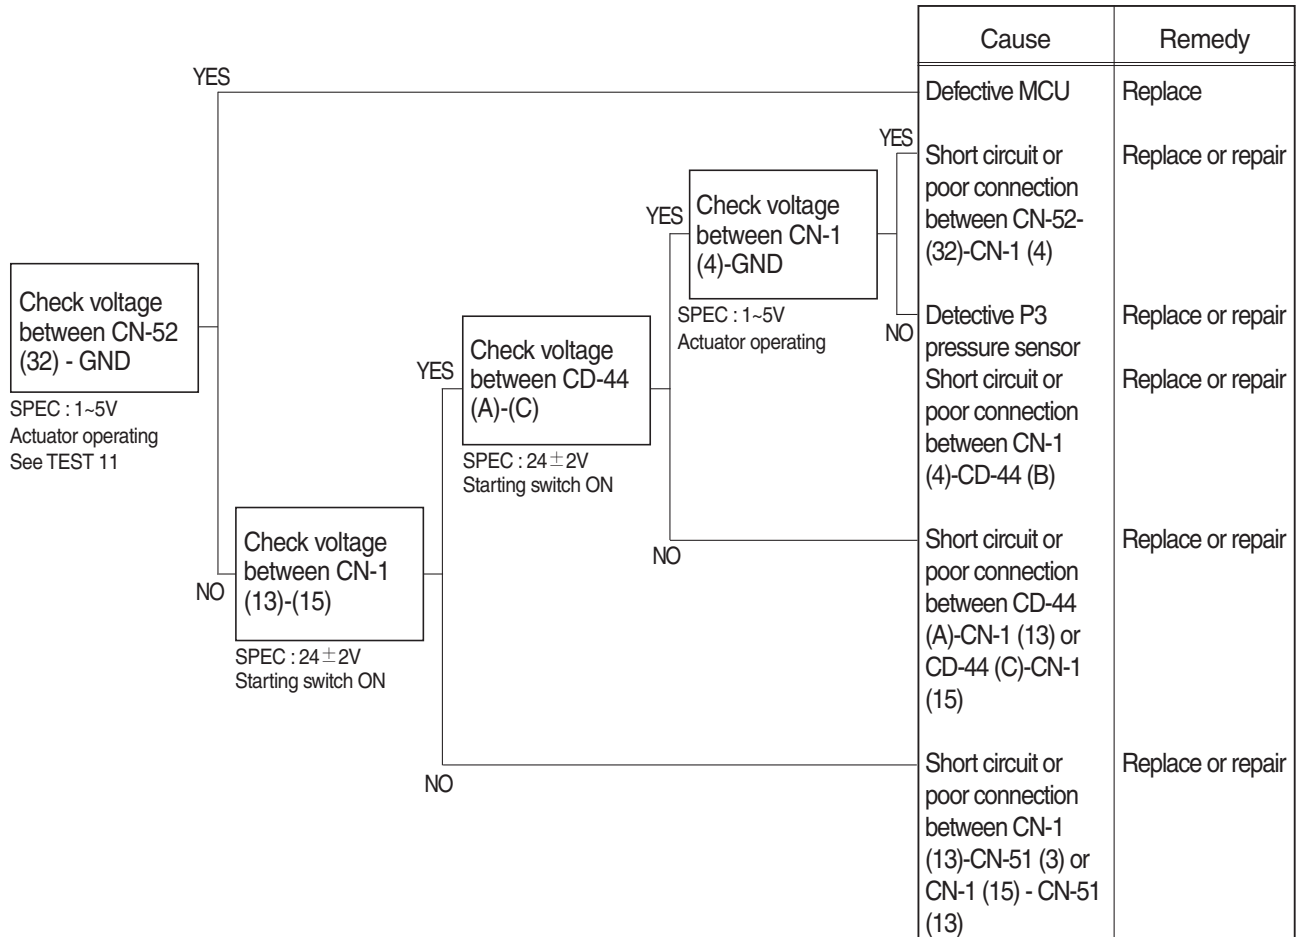 Cause
Remedy
YES
Defective MCU
Replace
YES
Short circuit or
poor connection
between CN-52-
(32)-CN-1 (4)
Replace or repair
YES
Check voltage
between CN-1
(4)-GND
SPEC : 1~5V
Actuator operating
NO
Detective P3
pressure sensor
Replace or repair
Short circuit or
poor connection
between CN-1
(4)-CD-44 (B)
Replace or repair
Check voltage
between CN-52
(32) - GND
SPEC : 1~5V
Actuator operating
See TEST 11
YES
Check voltage
between CD-44
(A)-(C)
SPEC : 24±2V
Starting switch ON
NO
Short circuit or
poor connection
between CD-44
(A)-CN-1 (13) or
CD-44 (C)-CN-1
(15)
Replace or repair
NO
Check voltage
between CN-1
(13)-(15)
SPEC : 24±2V
Starting switch ON
NO
Short circuit or
poor connection
between CN-1
(13)-CN-51 (3) or
CN-1 (15) - CN-51
(13)
Replace or repair